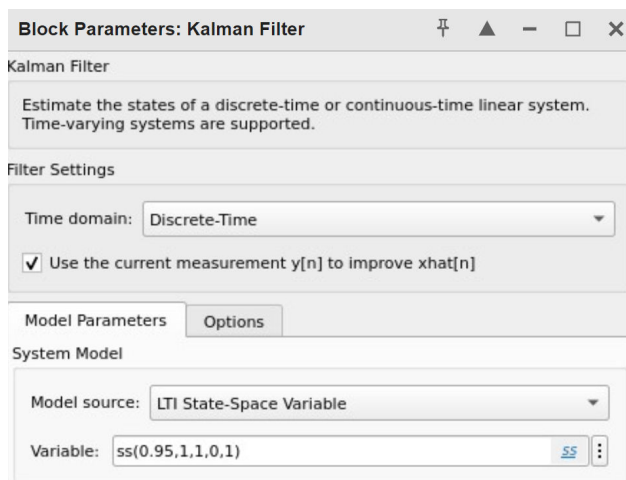 Block Parameters: Kalman Filter
Kalman Filter
Estimate the states of a discrete-time or continuous-time linear system.
Time-varying systems are supported.
Filter Settings
Time domain: Discrete-Time
Use the current measurement y[n] to improve xhat[n]
Model Parameters Options
System Model
Model source: LTI State-Space Variable
Variable: ss(0.95,1,1,0,1) ss